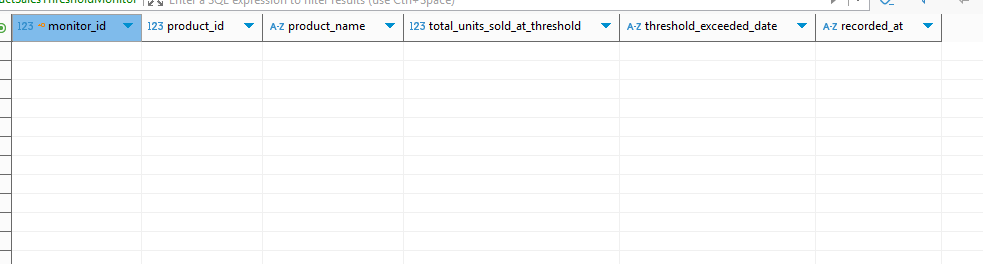 Enter a SQL expression to filter results (use Ctrl+Space)
123 monitor_id 123 product_id A-Z product_name 123 total_units_sold_at_threshold A-Z threshold_exceeded_date A-Z recorded_at